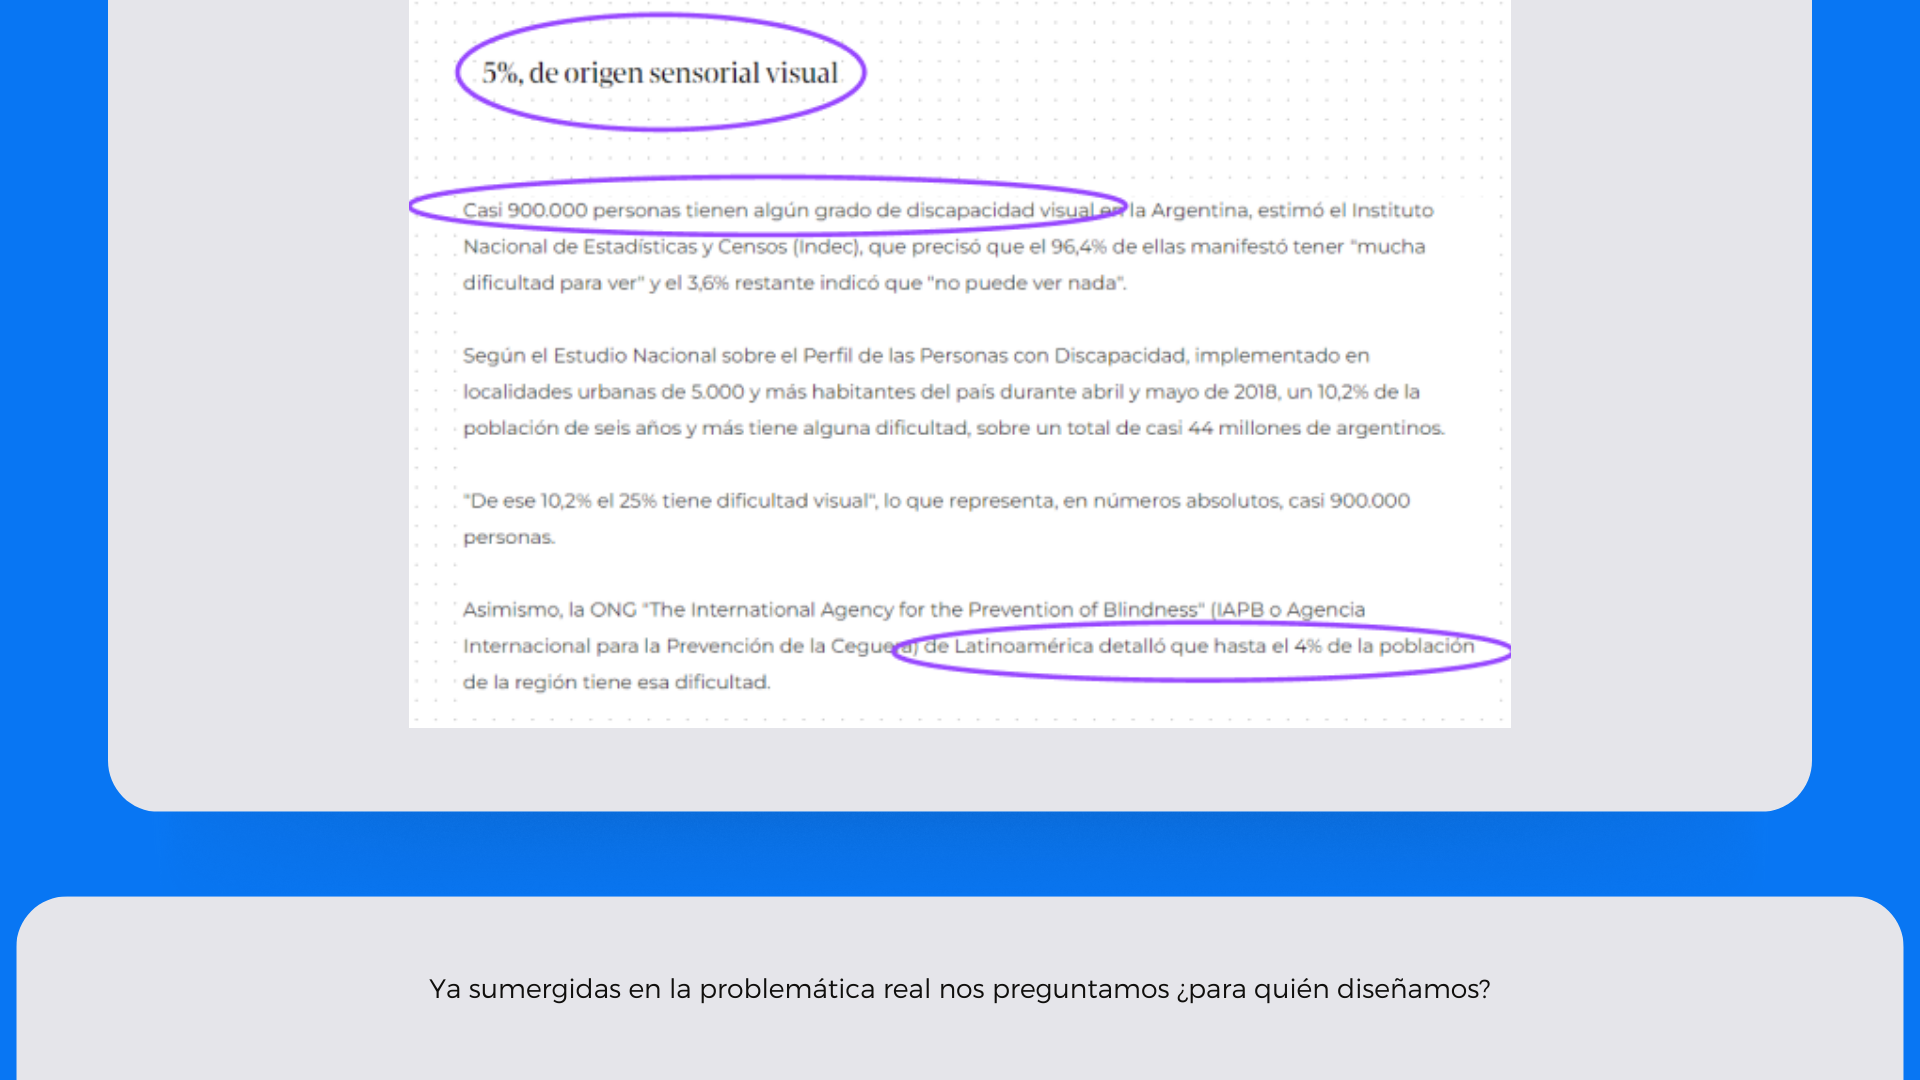 5%, de origen sensorial visual
Casi 900.000 personas tienen algún grado de discapacidad visual en la Argentina, estimó el Instituto
Nacional de Estadísticas y Censos (Indec), que precisó que el 96,4% de ellas manifestó tener "mucha
dificultad para ver" y el 3,6% restante indicó que "no puede ver nada".
Según el Estudio Nacional sobre el Perfil de las Personas con Discapacidad, implementado en
localidades urbanas de 5.000 y más habitantes del país durante abril y mayo de 2018, un 10,2% de la
población de seis años y más tiene alguna dificultad, sobre un total de casi 44 millones de argentinos.
"De ese 10,2% el 25% tiene dificultad visual", lo que representa, en números absolutos, casi 900.000
personas.
Asimismo, la ONG "The International Agency for the Prevention of Blindness" (IAPB o Agencia
Internacional para la Prevención de la Ceguera) de Latinoamérica detalló que hasta el 4% de la población
de la región tiene esa dificultad.
Ya sumergidas en la problemática real nos preguntamos ¿para quién diseñamos?